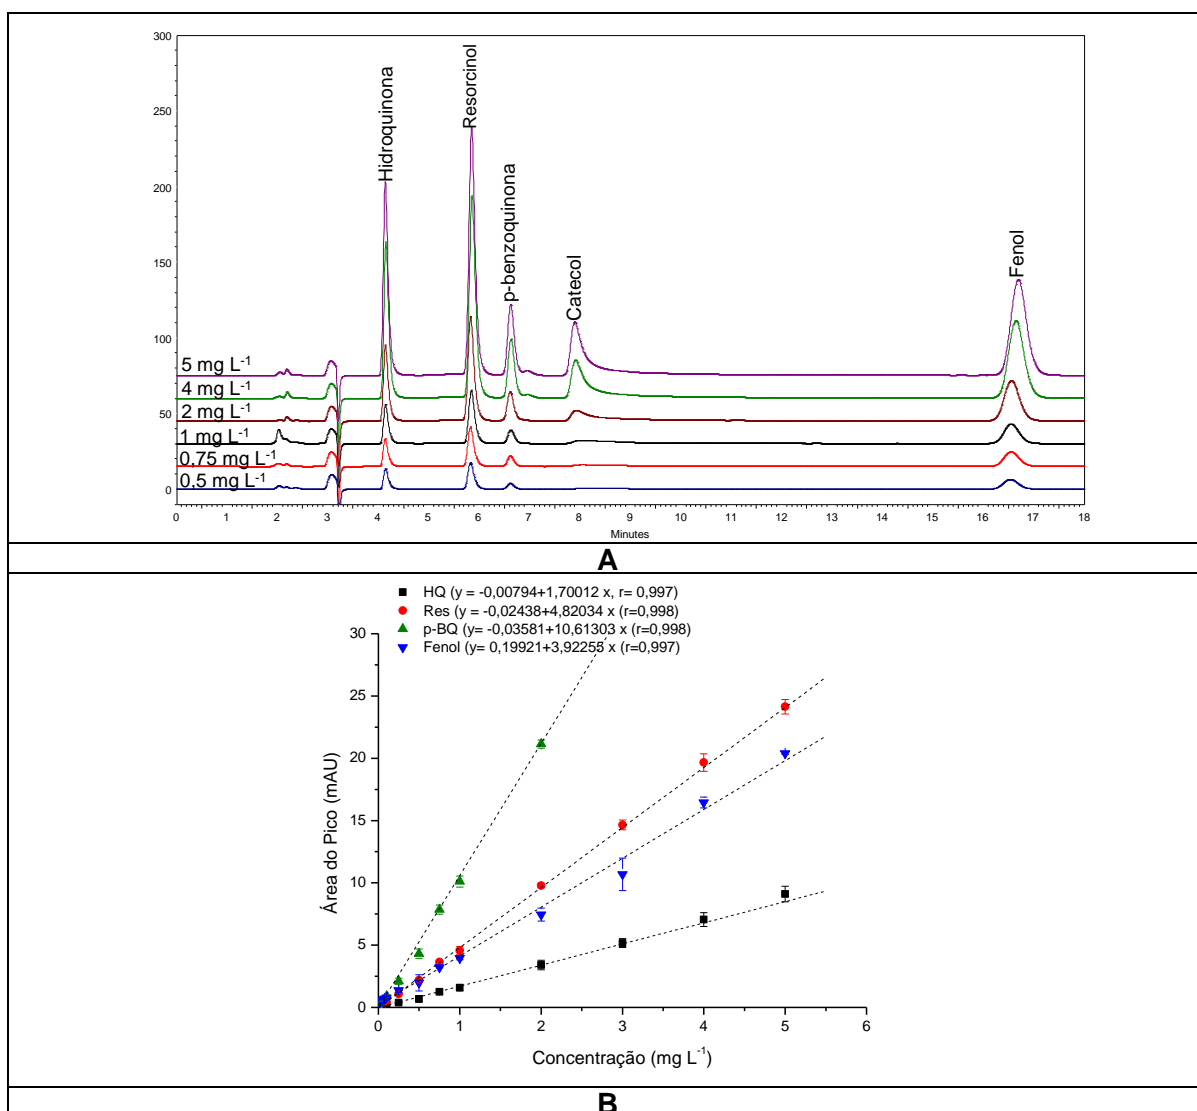 300
250
200
150
100
50
0
Hidroquinona
Resorcinol
p-benzoquinona
Catecol
Fenol
5 mg L-1
4 mg L-1
2 mg L-1
1 mg L-1
0,75 mg L-1
0,5 mg L-1
0 1 2 3 4 5 6 7 8 9 10 11 12 13 14 15 16 17 18
Minutes
A
HQ (y = -0,00794+1,70012 x, r= 0,997)
Res (y = -0,02438+4,82034 x (r=0,998)
p-BQ (y= -0,03581+10,61303 x (r=0,998)
Fenol (y= 0,19921+3,92255 x (r=0,997)
30
25
20
15
10
5
0
Área do Pico (mAU)
0 1 2 3 4 5 6
Concentração (mg L-1)
B